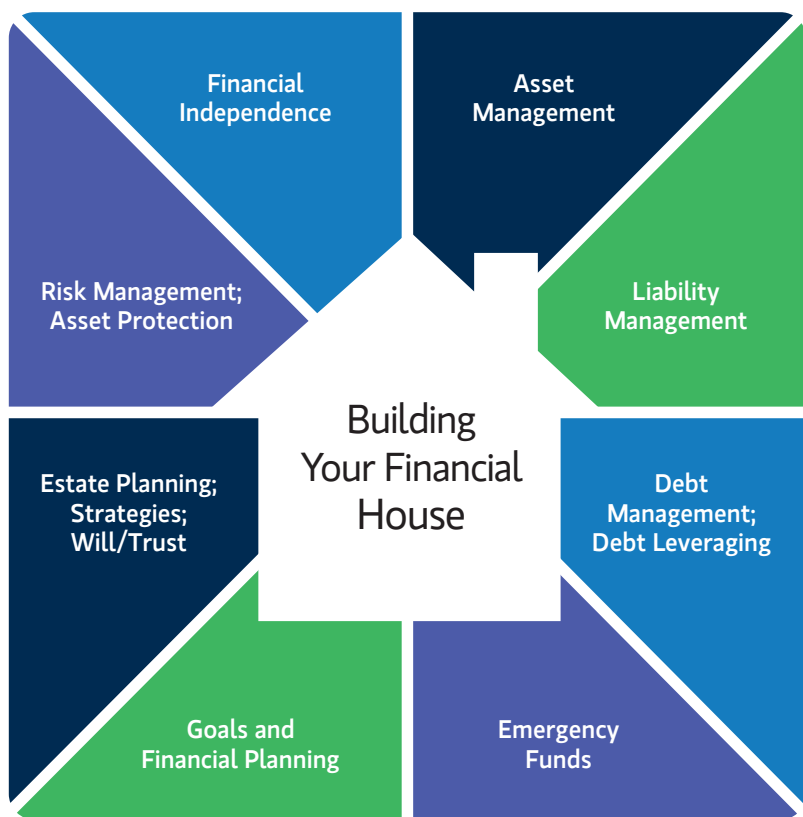 Financial
Independence
Asset
Management
Risk Management;
Asset Protection
Liability
Management
Building
Your Financial
House
Estate Planning;
Strategies;
Will/Trust
Debt
Management;
Debt Leveraging
Goals and
Financial Planning
Emergency
Funds